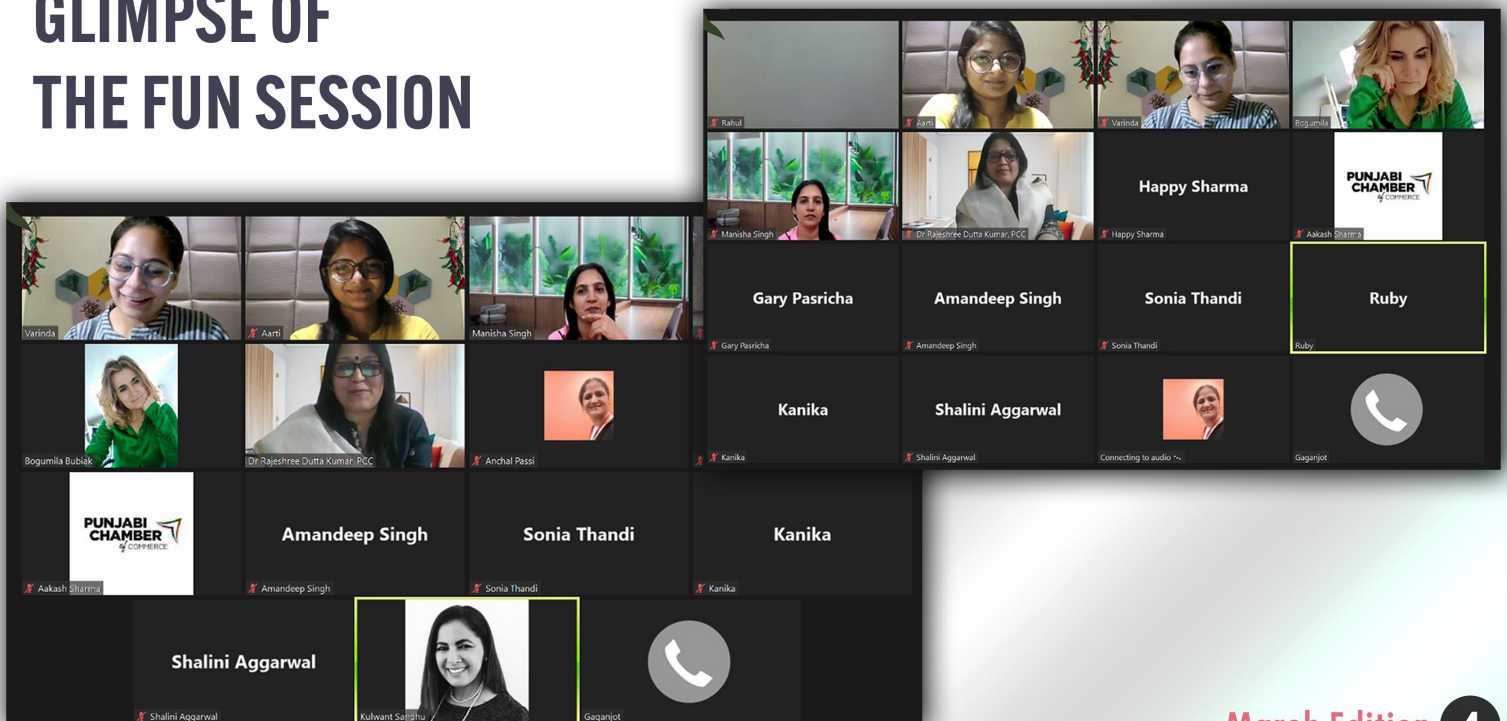 GLIMPSE OF
THE FUN SESSION
Rahul
Aarti
Varinda
Bogumila
Manisha Singh
Dr Rajeshree Dutta Kumar, PCC
Happy Sharma
Happy Sharma
PUNJABI
CHAMBER
of COMMERCE
Aakash Sharma
Gary Pasricha
Gary Pasricha
Amandeep Singh
Amandeep Singh
Sonia Thandi
Sonia Thandi
Ruby
Ruby
Kanika
Kanika
Shalini Aggarwal
Shalini Aggarwal
Connecting to audio
Gaganjot
Varinda
Aarti
Manisha Singh
Bogumila Bubiak
Dr Rajeshree Dutta Kumar, PCC
Anchal Passi
PUNJABI
CHAMBER
of COMMERCE
Aakash Sharma
Amandeep Singh
Amandeep Singh
Sonia Thandi
Sonia Thandi
Kanika
Kanika
Shalini Aggarwal
Shalini Aggarwal
Kulwant Sandhu
Gaganjot
March Edition
4